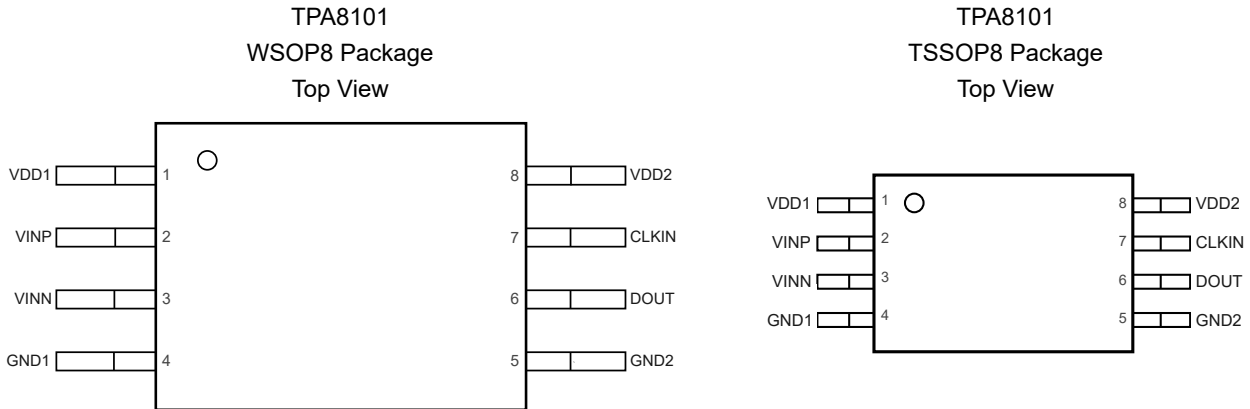 TPA8101
WSOP8 Package
Top View
VDD1 1 8 VDD2
VINP 2 7 CLKIN
VINN 3 6 DOUT
GND1 4 5 GND2
TPA8101
TSSOP8 Package
Top View
VDD1 1 8 VDD2
VINP 2 7 CLKIN
VINN 3 6 DOUT
GND1 4 5 GND2